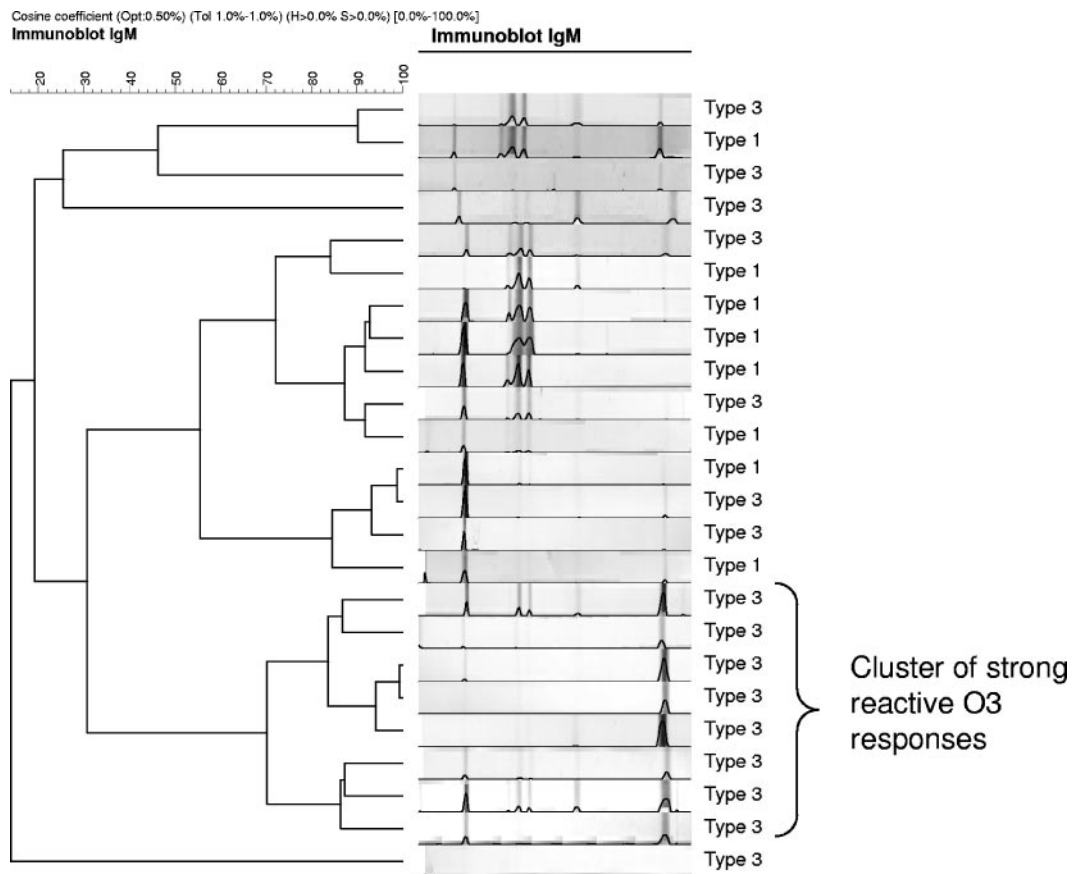 Cosine coefficient (Opt:0.50%) (Tol 1.0%-1.0%) (H>0.0% S>0.0%) [0.0%-100.0%]
Immunoblot IgM Immunoblot IgM
20 30 40 50 60 70 80 90 100
Type 3
Type 1
Type 3
Type 3
Type 3
Type 1
Type 1
Type 1
Type 1
Type 3
Type 1
Type 1
Type 3
Type 3
Type 1
Type 3
Type 3
Type 3
Type 3
Type 3
Type 3
Type 3
Type 3
Type 3
Cluster of strong
reactive O3
responses